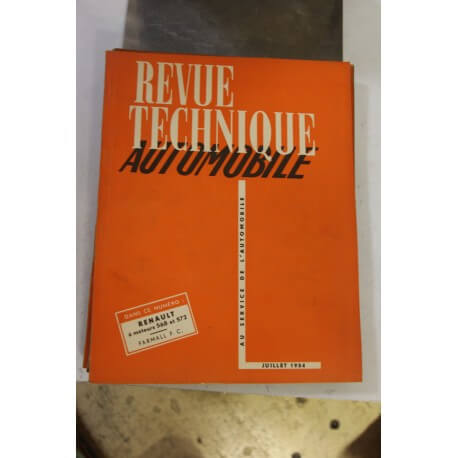 REVUE
TECHNIQUE
AUTOMOBILE
AU SERVICE DE L'AUTOMOBILE
DANS CE NUMÉRO :
RENAULT
à moteurs 568 et 572
FARMALL F. C.
JUILLET 1954